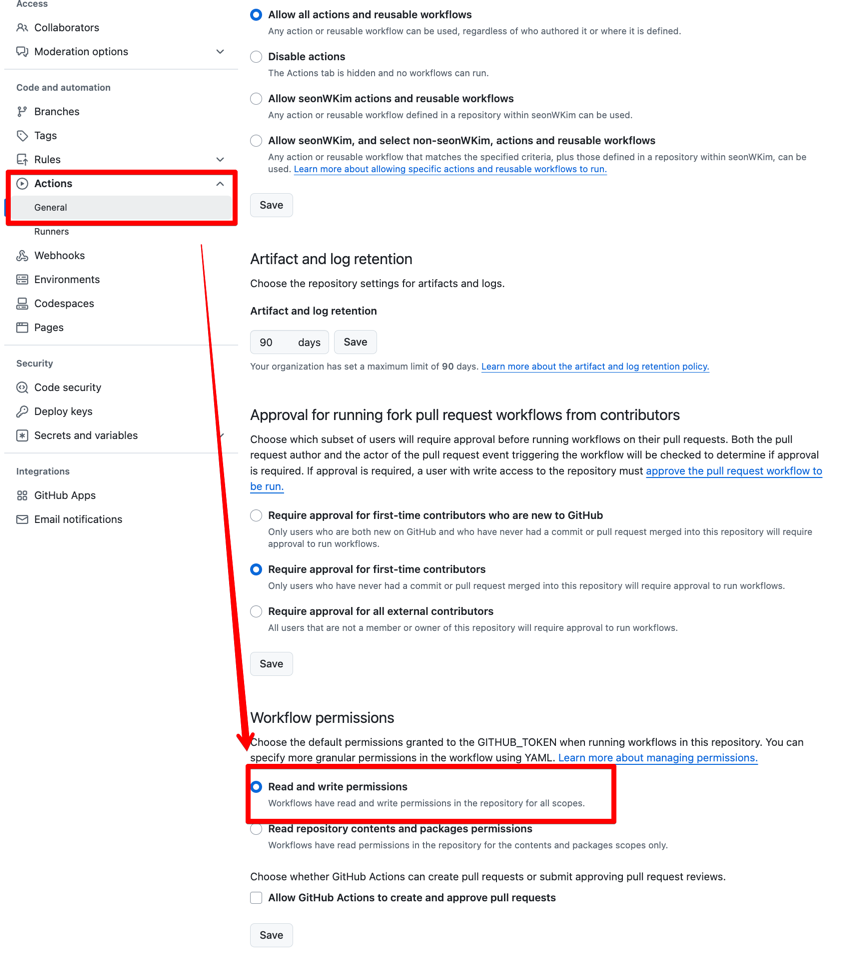 Access
Collaborators
Moderation options
Code and automation
Branches
Tags
Rules
Actions
General
Runners
Webhooks
Environments
Codespaces
Pages
Security
Code security
Deploy keys
Secrets and variables
Integrations
GitHub Apps
Email notifications
Allow all actions and reusable workflows
Any action or reusable workflow can be used, regardless of who authored it or where it is defined.
Disable actions
The Actions tab is hidden and no workflows can run.
Allow seonWKim actions and reusable workflows
Any action or reusable workflow defined in a repository within seonWKim can be used.
Allow seonWKim, and select non-seonWKim, actions and reusable workflows
Any action or reusable workflow that matches the specified criteria, plus those defined in a repository within seonWKim, can be
used. Learn more about allowing specific actions and reusable workflows to run.
Save
Artifact and log retention
Choose the repository settings for artifacts and logs.
Artifact and log retention
90 days Save
Your organization has set a maximum limit of 90 days. Learn more about the artifact and log retention policy.
Approval for running fork pull request workflows from contributors
Choose which subset of users will require approval before running workflows on their pull requests. Both the pull
request author and the actor of the pull request event triggering the workflow will be checked to determine if approval
is required. If approval is required, a user with write access to the repository must approve the pull request workflow to
be run.
Require approval for first-time contributors who are new to GitHub
Only users who are both new on GitHub and who have never had a commit or pull request merged into this repository will require
approval to run workflows.
Require approval for first-time contributors
Only users who have never had a commit or pull request merged into this repository will require approval to run workflows.
Require approval for all external contributors
All users that are not a member or owner of this repository will require approval to run workflows.
Save
Workflow permissions
Choose the default permissions granted to the GITHUB_TOKEN when running workflows in this repository. You can
specify more granular permissions in the workflow using YAML. Learn more about managing permissions.
Read and write permissions
Workflows have read and write permissions in the repository for all scopes.
Read repository contents and packages permissions
Workflows have read permissions in the repository for the contents and packages scopes only.
Choose whether GitHub Actions can create pull requests or submit approving pull request reviews.
Allow GitHub Actions to create and approve pull requests
Save